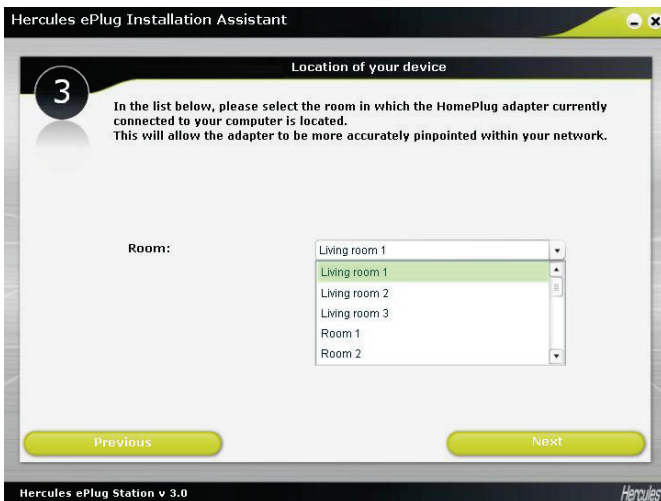 Hercules ePlug Installation Assistant
Location of your device
3
In the list below, please select the room in which the HomePlug adapter currently
connected to your computer is located.
This will allow the adapter to be more accurately pinpointed within your network.
Room:
Living room 1
Living room 1
Living room 2
Living room 3
Room 1
Room 2
Previous
Next
Hercules ePlug Station v 3.0
Hercules